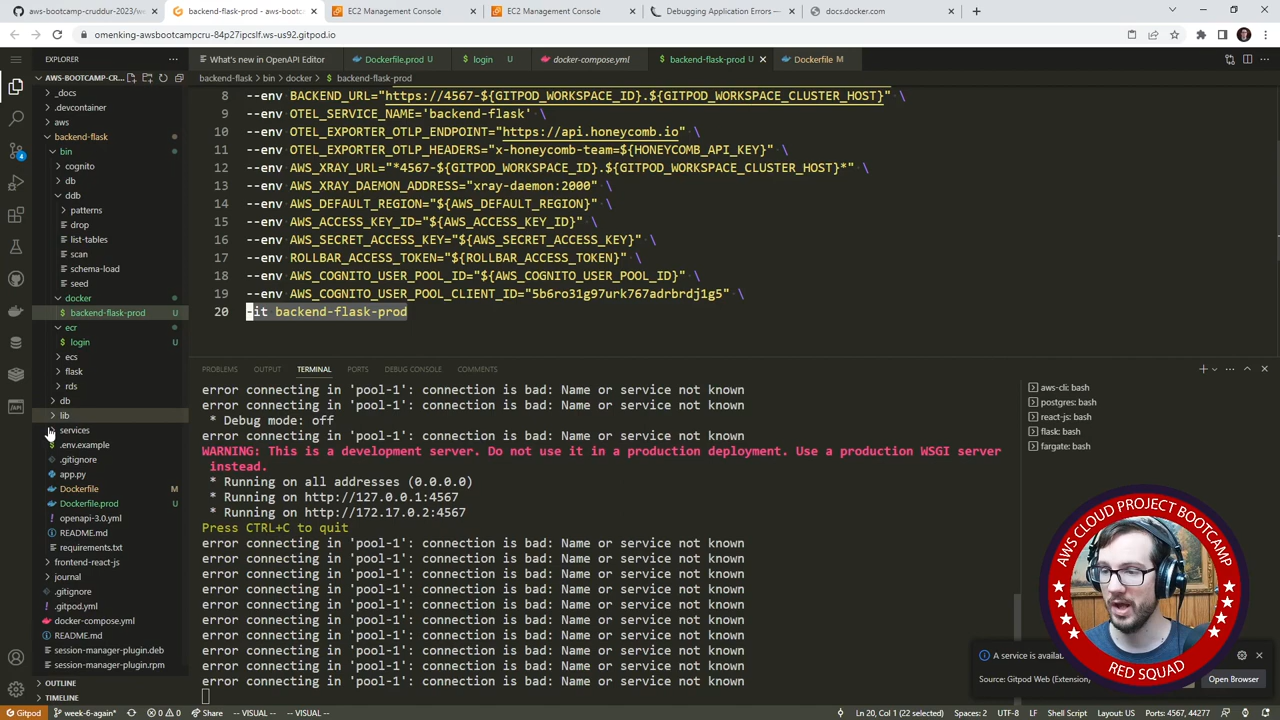 aws-bootcamp-cruddur-2023/we
backend-flask-prod - aws-bootc
EC2 Management Console
EC2 Management Console
Debugging Application Errors —
docs.docker.com
omenking-awsbootcampcru-84p27ipcslf.ws-us92.gitpod.io
EXPLORER
What's new in OpenAPI Editor
Dockerfile.prod U
login U
docker-compose.yml
backend-flask-prod U
Dockerfile M
AWS-BOOTCAMP-CR...
backend-flask > bin > docker > backend-flask-prod
_docs
.devcontainer
aws
backend-flask
bin
cognito
db
ddb
patterns
drop
list-tables
scan
schema-load
seed
docker
backend-flask-prod U
ecr
login U
ecs
flask
rds
db
lib
services
.env.example
.gitignore
app.py
Dockerfile M
Dockerfile.prod U
openapi-3.0.yml
README.md
requirements.txt
frontend-react-js
journal
.gitignore
.gitpod.yml
docker-compose.yml
README.md
session-manager-plugin.deb
session-manager-plugin.rpm
OUTLINE
TIMELINE
8 --env BACKEND_URL="https://4567-${GITPOD_WORKSPACE_ID}.${GITPOD_WORKSPACE_CLUSTER_HOST}" \
9 --env OTEL_SERVICE_NAME='backend-flask' \
10 --env OTEL_EXPORTER_OTLP_ENDPOINT="https://api.honeycomb.io" \
11 --env OTEL_EXPORTER_OTLP_HEADERS="x-honeycomb-team=${HONEYCOMB_API_KEY}" \
12 --env AWS_XRAY_URL="*4567-${GITPOD_WORKSPACE_ID}.${GITPOD_WORKSPACE_CLUSTER_HOST}*" \
13 --env AWS_XRAY_DAEMON_ADDRESS="xray-daemon:2000" \
14 --env AWS_DEFAULT_REGION="${AWS_DEFAULT_REGION}" \
15 --env AWS_ACCESS_KEY_ID="${AWS_ACCESS_KEY_ID}" \
16 --env AWS_SECRET_ACCESS_KEY="${AWS_SECRET_ACCESS_KEY}" \
17 --env ROLLBAR_ACCESS_TOKEN="${ROLLBAR_ACCESS_TOKEN}" \
18 --env AWS_COGNITO_USER_POOL_ID="${AWS_COGNITO_USER_POOL_ID}" \
19 --env AWS_COGNITO_USER_POOL_CLIENT_ID="5b6ro31g97urk767adrbrdj1g5" \
20 -it backend-flask-prod
PROBLEMS OUTPUT TERMINAL PORTS DEBUG CONSOLE COMMENTS
error connecting in 'pool-1': connection is bad: Name or service not known
error connecting in 'pool-1': connection is bad: Name or service not known
* Debug mode: off
error connecting in 'pool-1': connection is bad: Name or service not known
WARNING: This is a development server. Do not use it in a production deployment. Use a production WSGI server
instead.
* Running on all addresses (0.0.0.0)
* Running on http://127.0.0.1:4567
* Running on http://172.17.0.2:4567
Press CTRL+C to quit
error connecting in 'pool-1': connection is bad: Name or service not known
error connecting in 'pool-1': connection is bad: Name or service not known
error connecting in 'pool-1': connection is bad: Name or service not known
error connecting in 'pool-1': connection is bad: Name or service not known
error connecting in 'pool-1': connection is bad: Name or service not known
error connecting in 'pool-1': connection is bad: Name or service not known
error connecting in 'pool-1': connection is bad: Name or service not known
error connecting in 'pool-1': connection is bad: Name or service not known
error connecting in 'pool-1': connection is bad: Name or service not known
error connecting in 'pool-1': connection is bad: Name or service not known
aws-cli: bash
postgres: bash
react-js: bash
flask: bash
fargate: bash
AWS CLOUD PROJECT BOOTCAMP
RED SQUAD
A service is availa
Source: Gitpod Web (Extension)
Open Browser
Gitpod
week-6-again*
0 0
Share
-- VISUAL --
-- VISUAL --
Ln 20, Col 1 (22 selected)
Spaces: 2
UTF-8
LF
Shell Script
Layout: US
Ports: 4567, 44277